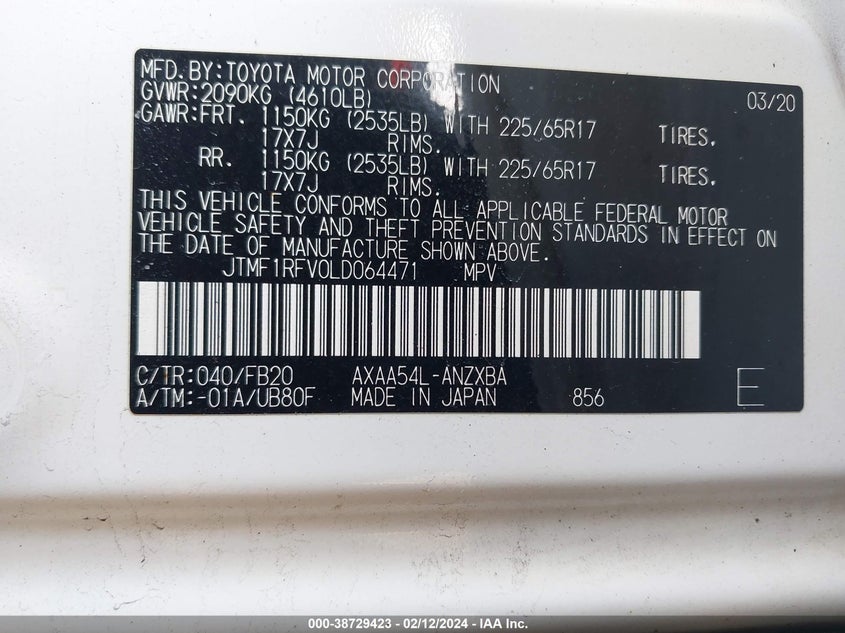 MFD.BY:TOYOTA MOTOR CORPORATION 03/20
GVWR:2090KG (4610LB)
GAWR:FRT. 1150KG (2535LB) WITH 225/65R17 TIRES.
17X7J RIMS.
RR. 1150KG (2535LB) WITH 225/65R17 TIRES.
17X7J RIMS.
THIS VEHICLE CONFORMS TO ALL APPLICABLE FEDERAL MOTOR
VEHICLE SAFETY AND THEFT PREVENTION STANDARDS IN EFFECT ON
THE DATE OF MANUFACTURE SHOWN ABOVE.
JTMF1RFV0LD064471 MPV
C/TR:040/FB20 AXAA54L-ANZXBA
A/TM:-01A/UB80F MADE IN JAPAN 856 E
000-38729423 - 02/12/2024 - IAA Inc.